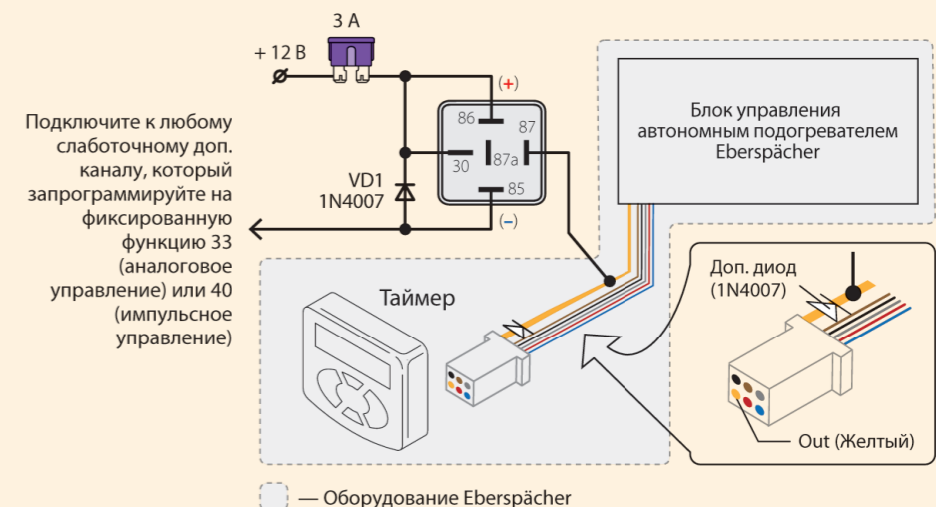 3 А
+ 12 В
(+)
Подключите к любому
слаботочному доп.
каналу, который
запрограммируйте на
фиксированную
функцию 33
(аналоговое
управление) или 40
(импульсное
управление)
86
87
30
87a
85
VD1
1N4007
(–)
Блок управления
автономным подогревателем
Eberspächer
Таймер
Доп. диод
(1N4007)
Out (Желтый)
— Оборудование Eberspächer